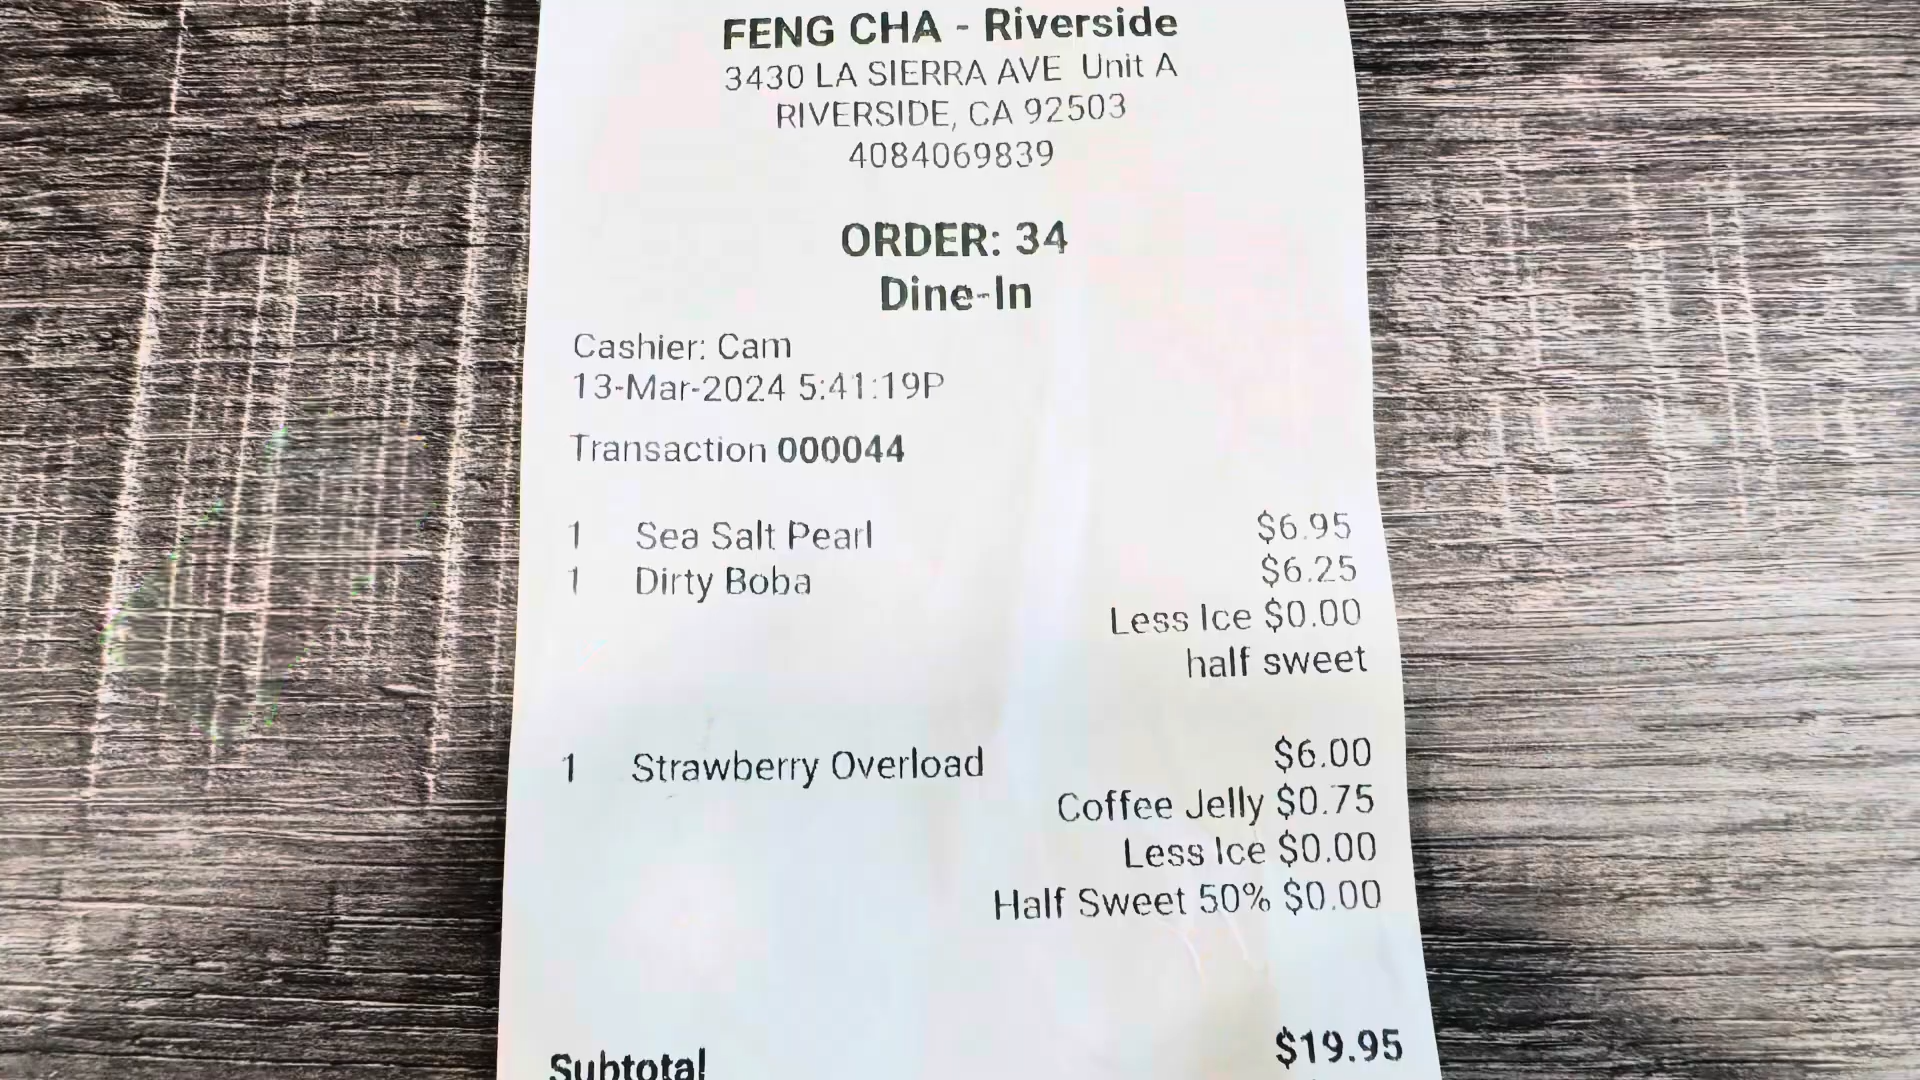 FENG CHA - Riverside
3430 LA SIERRA AVE Unit A
RIVERSIDE, CA 92503
4084069839
ORDER: 34
Dine-In
Cashier: Cam
13-Mar-2024 5:41:19P
Transaction 000044
1 Sea Salt Pearl $6.95
1 Dirty Boba $6.25
Less Ice $0.00
half sweet
1 Strawberry Overload $6.00
Coffee Jelly $0.75
Less Ice $0.00
Half Sweet 50% $0.00
Subtotal $19.95